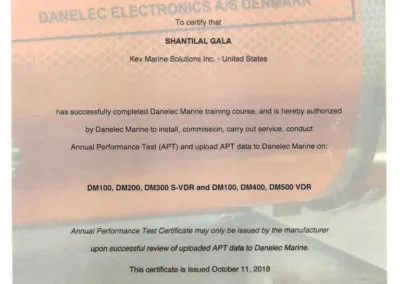 DANELEC ELECTRONICS A/S DENMARK
To certify that
SHANTILAL GALA
Kev Marine Solutions Inc. - United States
has successfully completed Danelec Marine training course, and is hereby authorized
by Danelec Marine to install, commission, carry out service, conduct
Annual Performance Test (APT) and upload APT data to Danelec Marine on:
DM100, DM200, DM300 S-VDR and DM100, DM400, DM500 VDR
Annual Performance Test Certificate may only be issued by the manufacturer
upon successful review of uploaded APT data to Danelec Marine.
This certificate is issued October 11, 2018